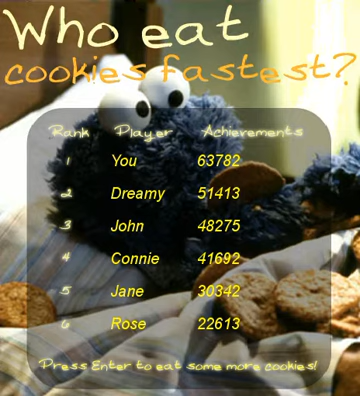 Who eat
cookies fastest?
Rank Player Achievements
1 You 63782
2 Dreamy 51413
3 John 48275
4 Connie 41692
5 Jane 30342
6 Rose 22613
Press Enter to eat some more cookies!